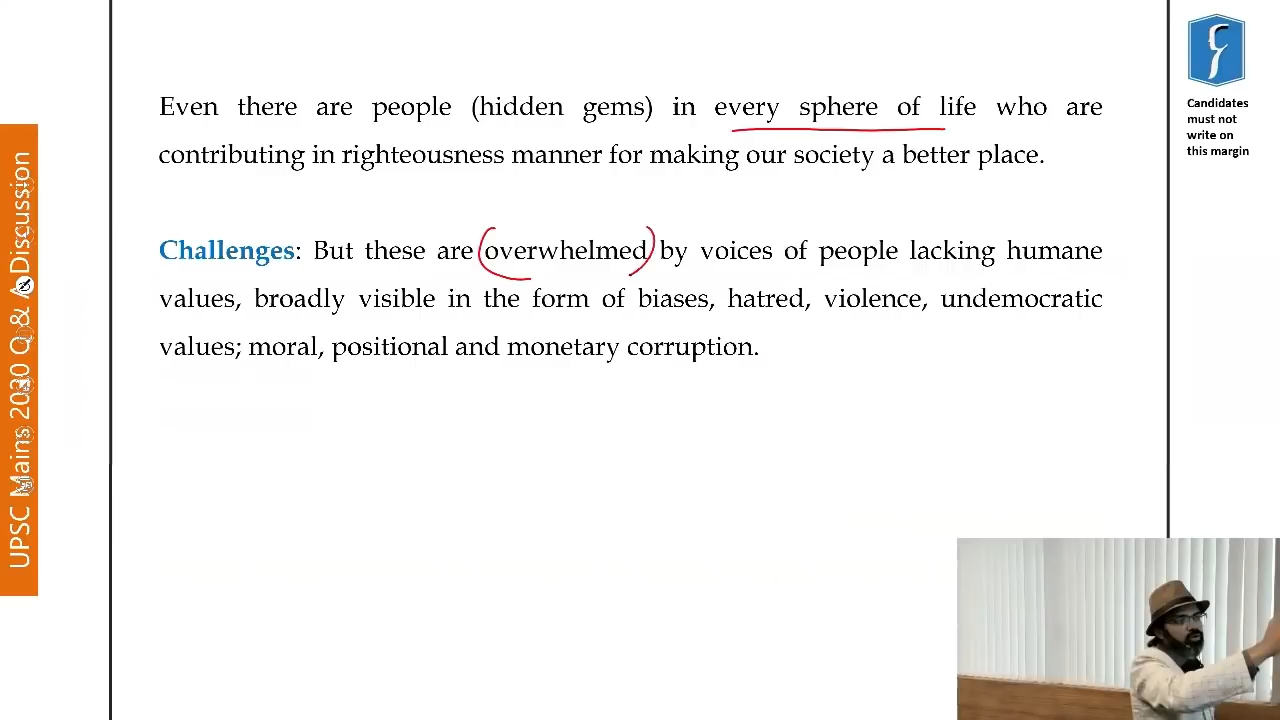 Even there are people (hidden gems) in every sphere of life who are
contributing in righteousness manner for making our society a better place.
Challenges: But these are overwhelmed by voices of people lacking humane
values, broadly visible in the form of biases, hatred, violence, undemocratic
values; moral, positional and monetary corruption.
Candidates
must not
write on
this margin
UPSC Mains 2020 Q & A Discussion